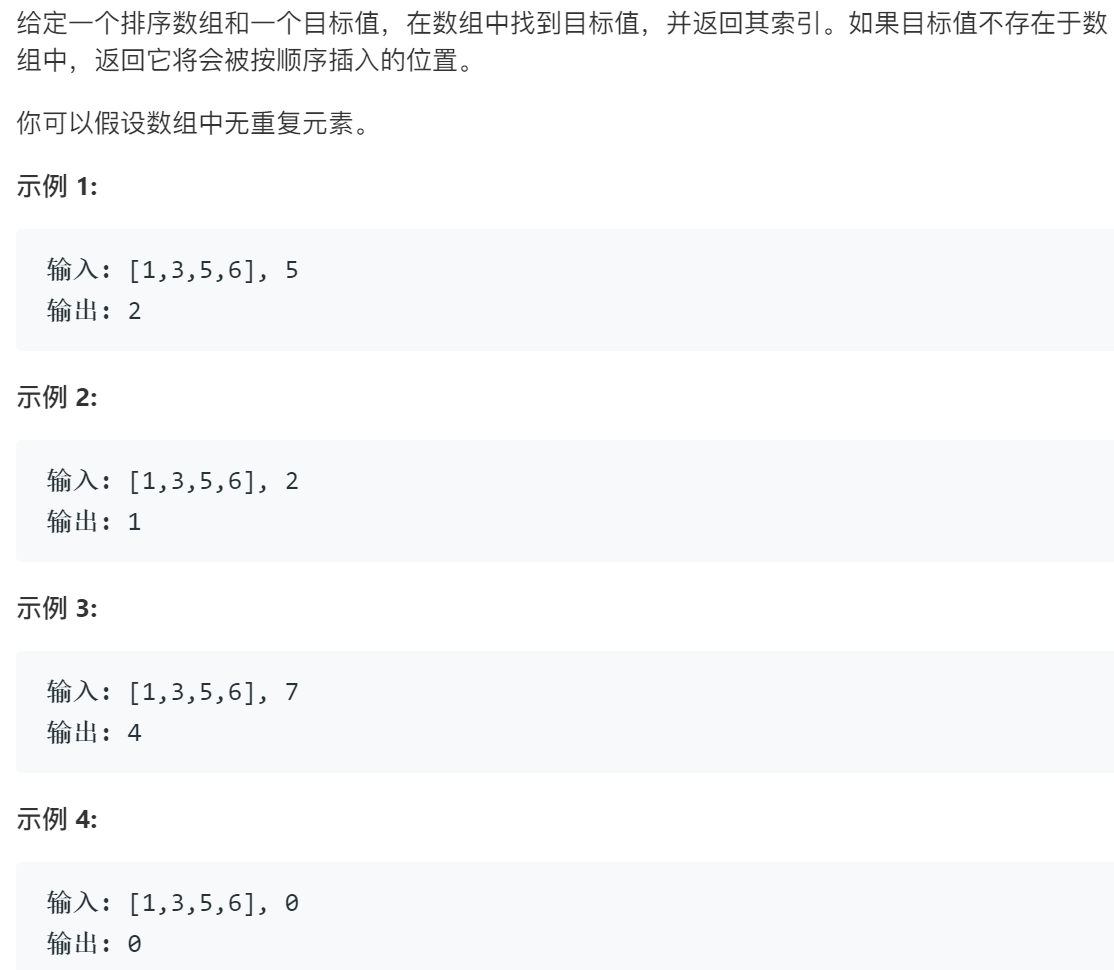 给定一个排序数组和一个目标值，在数组中找到目标值，并返回其索引。如果目标值不存在于数
组中，返回它将会被按顺序插入的位置。
你可以假设数组中无重复元素。
示例 1:
输入: [1,3,5,6], 5
输出: 2
示例 2:
输入: [1,3,5,6], 2
输出: 1
示例 3:
输入: [1,3,5,6], 7
输出: 4
示例 4:
输入: [1,3,5,6], 0
输出: 0